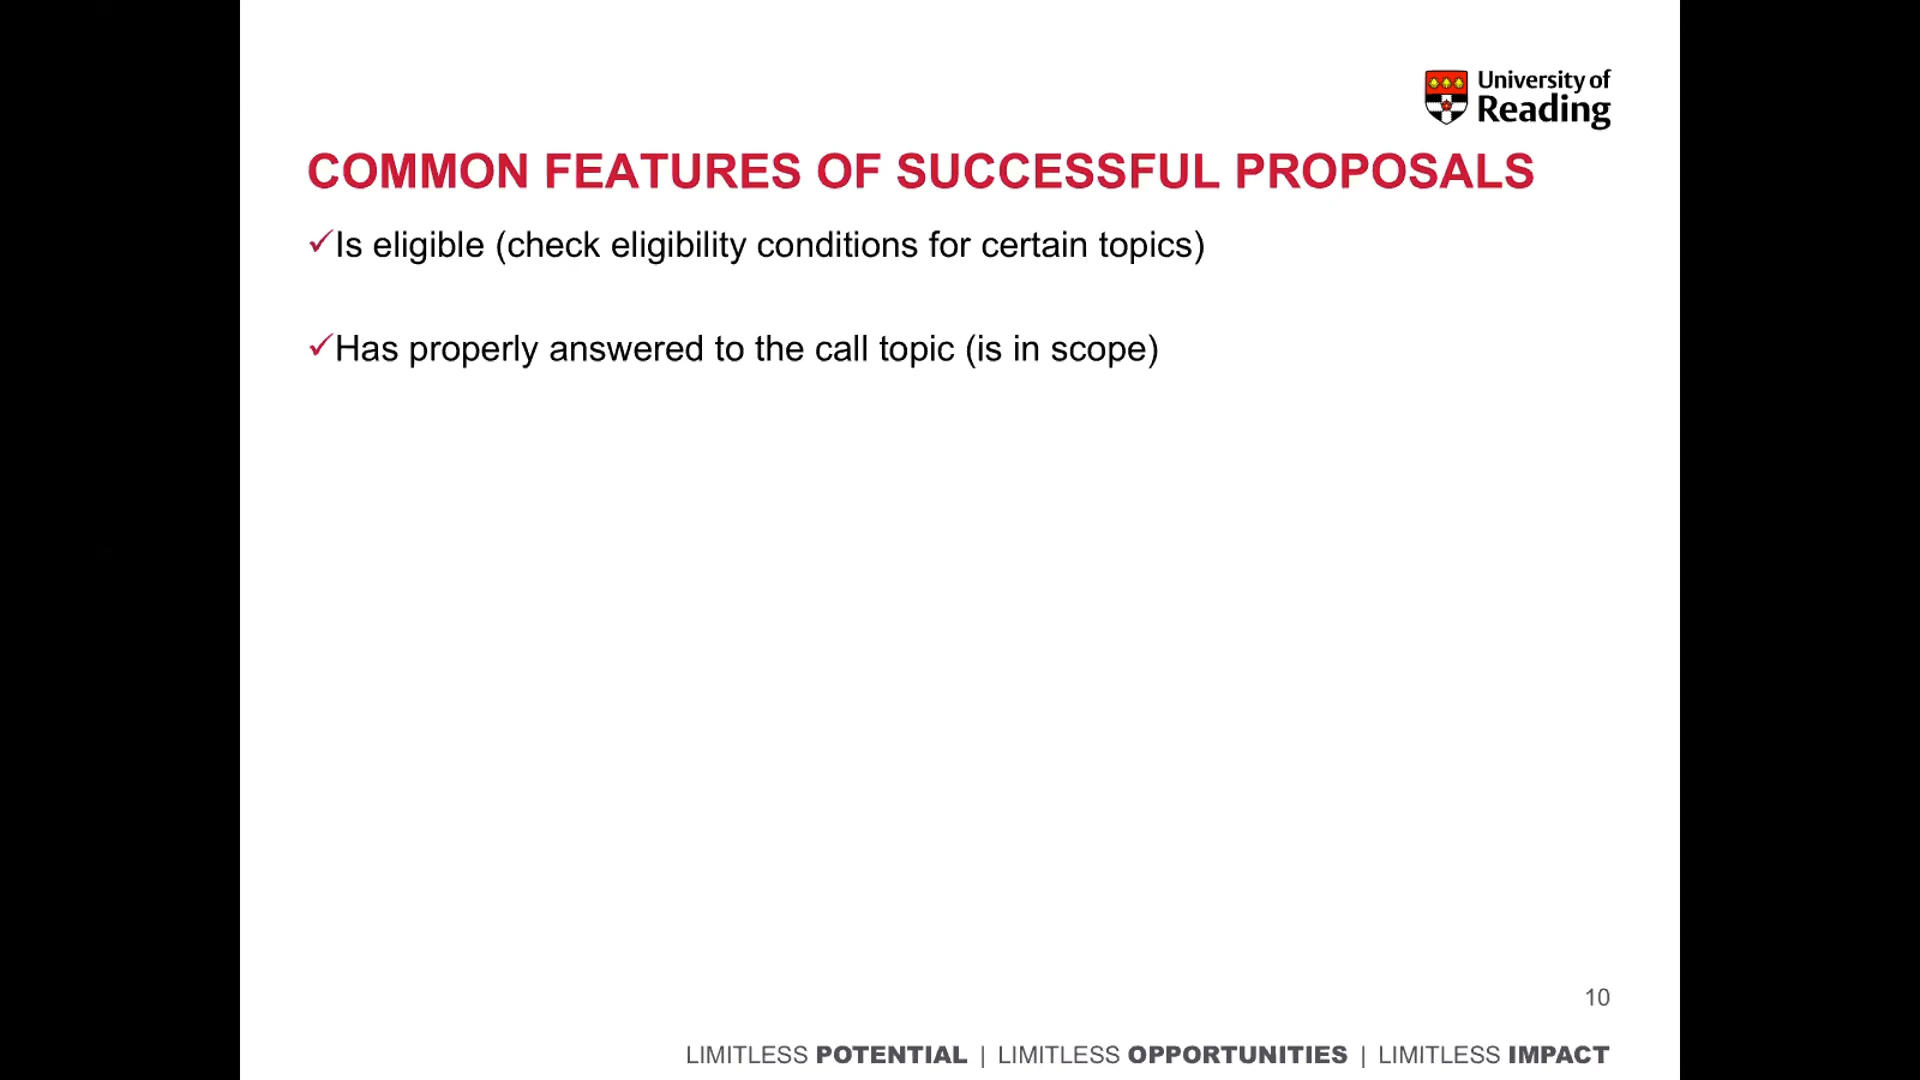 University of
Reading
COMMON FEATURES OF SUCCESSFUL PROPOSALS
✓Is eligible (check eligibility conditions for certain topics)
✓Has properly answered to the call topic (is in scope)
10
LIMITLESS POTENTIAL | LIMITLESS OPPORTUNITIES | LIMITLESS IMPACT